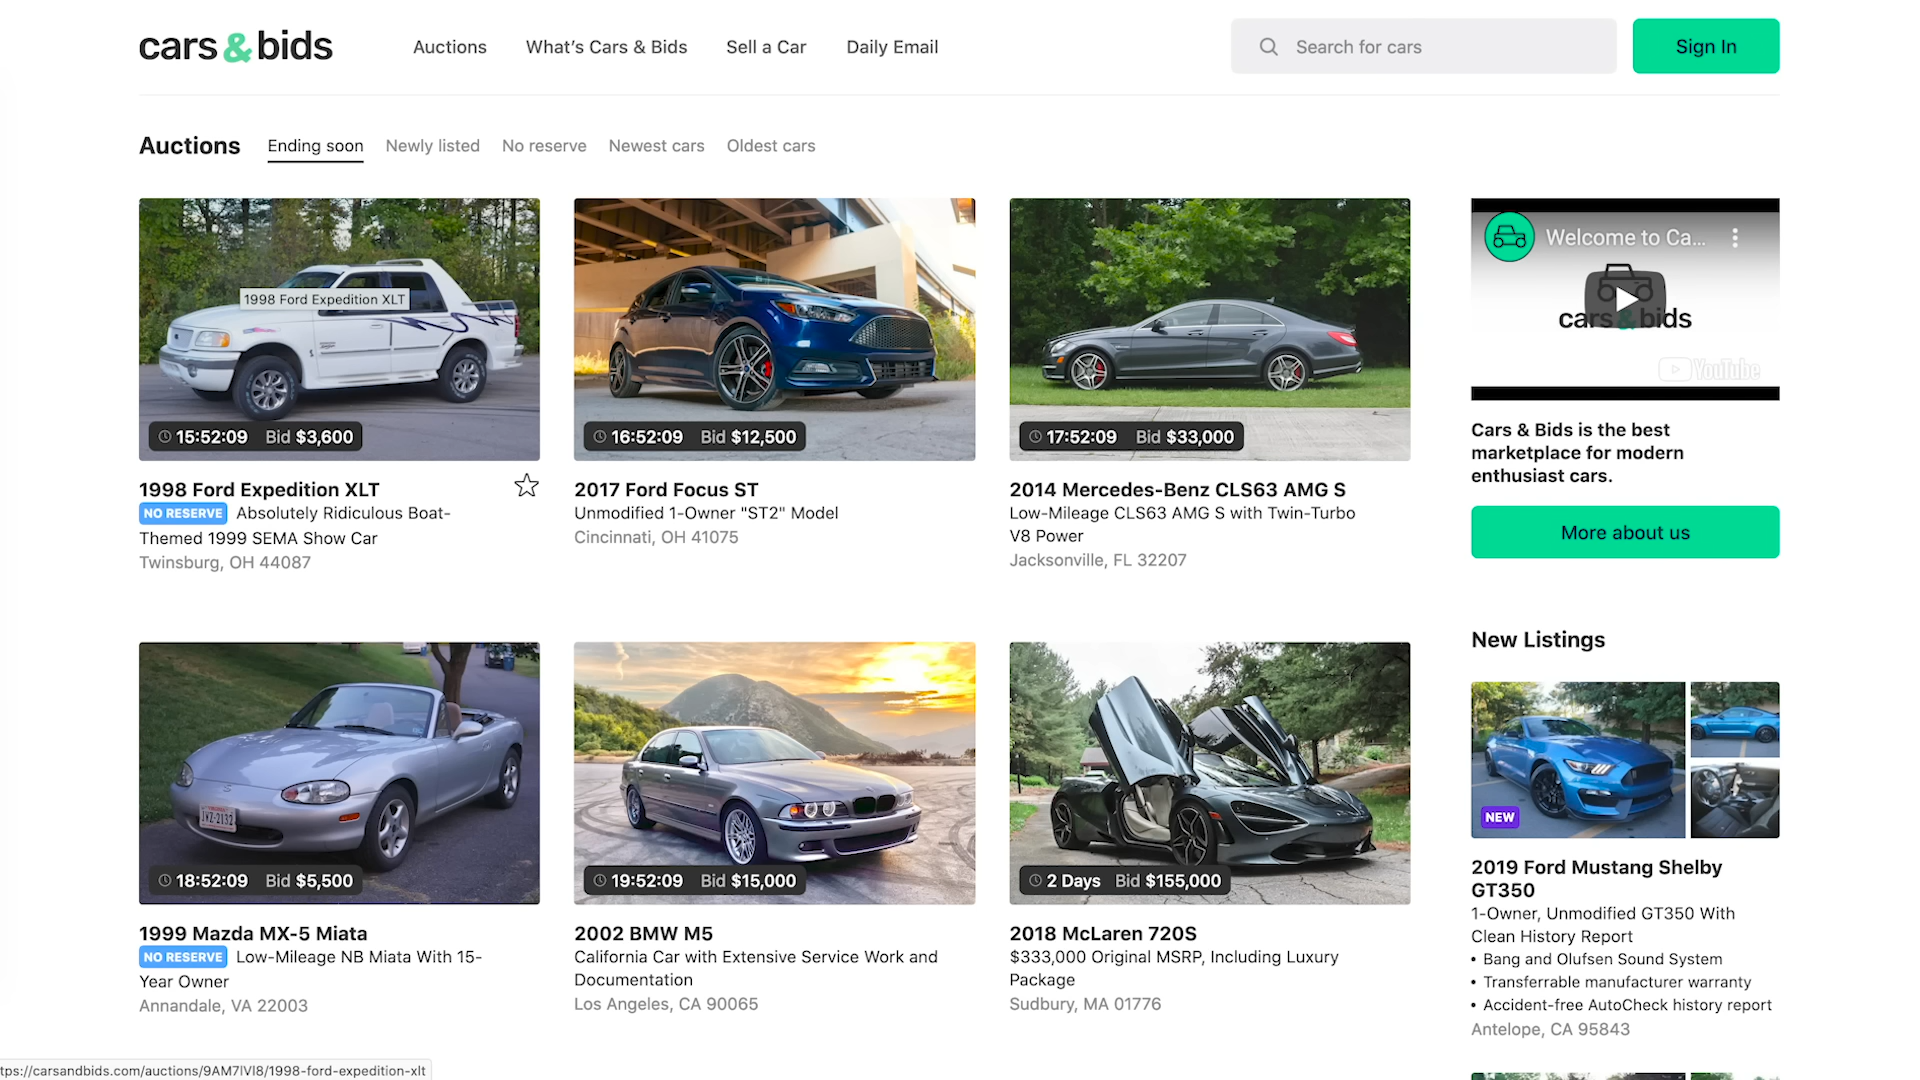 cars & bids
Auctions
What's Cars & Bids
Sell a Car
Daily Email
Search for cars
Sign In
Auctions
Ending soon
Newly listed
No reserve
Newest cars
Oldest cars
1998 Ford Expedition XLT
15:52:09 Bid $3,600
1998 Ford Expedition XLT
NO RESERVE Absolutely Ridiculous Boat-
Themed 1999 SEMA Show Car
Twinsburg, OH 44087
16:52:09 Bid $12,500
2017 Ford Focus ST
Unmodified 1-Owner "ST2" Model
Cincinnati, OH 41075
17:52:09 Bid $33,000
2014 Mercedes-Benz CLS63 AMG S
Low-Mileage CLS63 AMG S with Twin-Turbo
V8 Power
Jacksonville, FL 32207
Welcome to Ca...
cars & bids
YouTube
Cars & Bids is the best
marketplace for modern
enthusiast cars.
More about us
JWZ-2132
18:52:09 Bid $5,500
1999 Mazda MX-5 Miata
NO RESERVE Low-Mileage NB Miata With 15-
Year Owner
Annandale, VA 22003
19:52:09 Bid $15,000
2002 BMW M5
California Car with Extensive Service Work and
Documentation
Los Angeles, CA 90065
2 Days Bid $155,000
2018 McLaren 720S
$333,000 Original MSRP, Including Luxury
Package
Sudbury, MA 01776
New Listings
NEW
2019 Ford Mustang Shelby
GT350
1-Owner, Unmodified GT350 With
Clean History Report
• Bang and Olufsen Sound System
• Transferrable manufacturer warranty
• Accident-free AutoCheck history report
Antelope, CA 95843
tps://carsandbids.com/auctions/9AM7lVl8/1998-ford-expedition-xlt